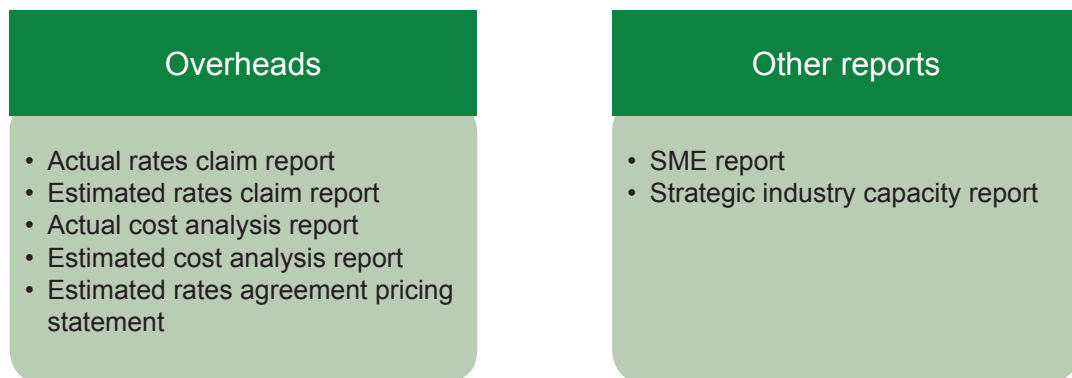 Overheads
• Actual rates claim report
• Estimated rates claim report
• Actual cost analysis report
• Estimated cost analysis report
• Estimated rates agreement pricing
statement
Other reports
• SME report
• Strategic industry capacity report